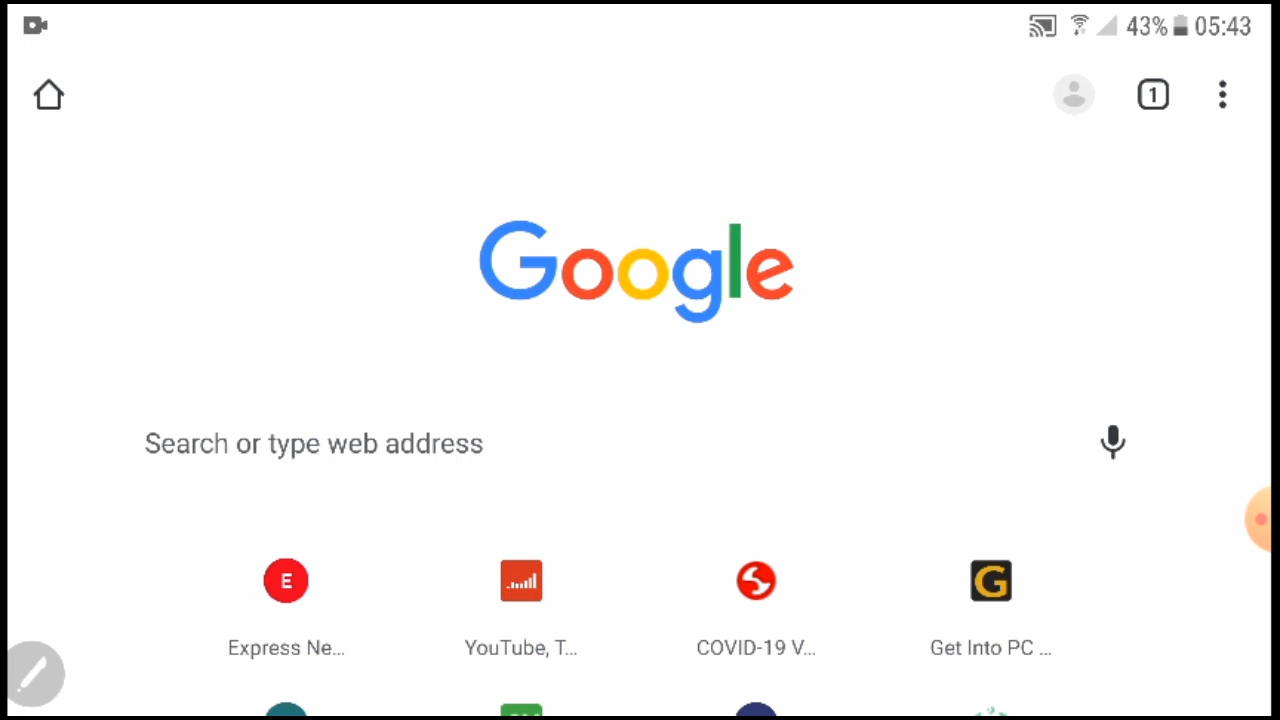 43% 05:43
1
Google
Search or type web address
E
G
Express Ne... YouTube, T... COVID-19 V... Get Into PC ...